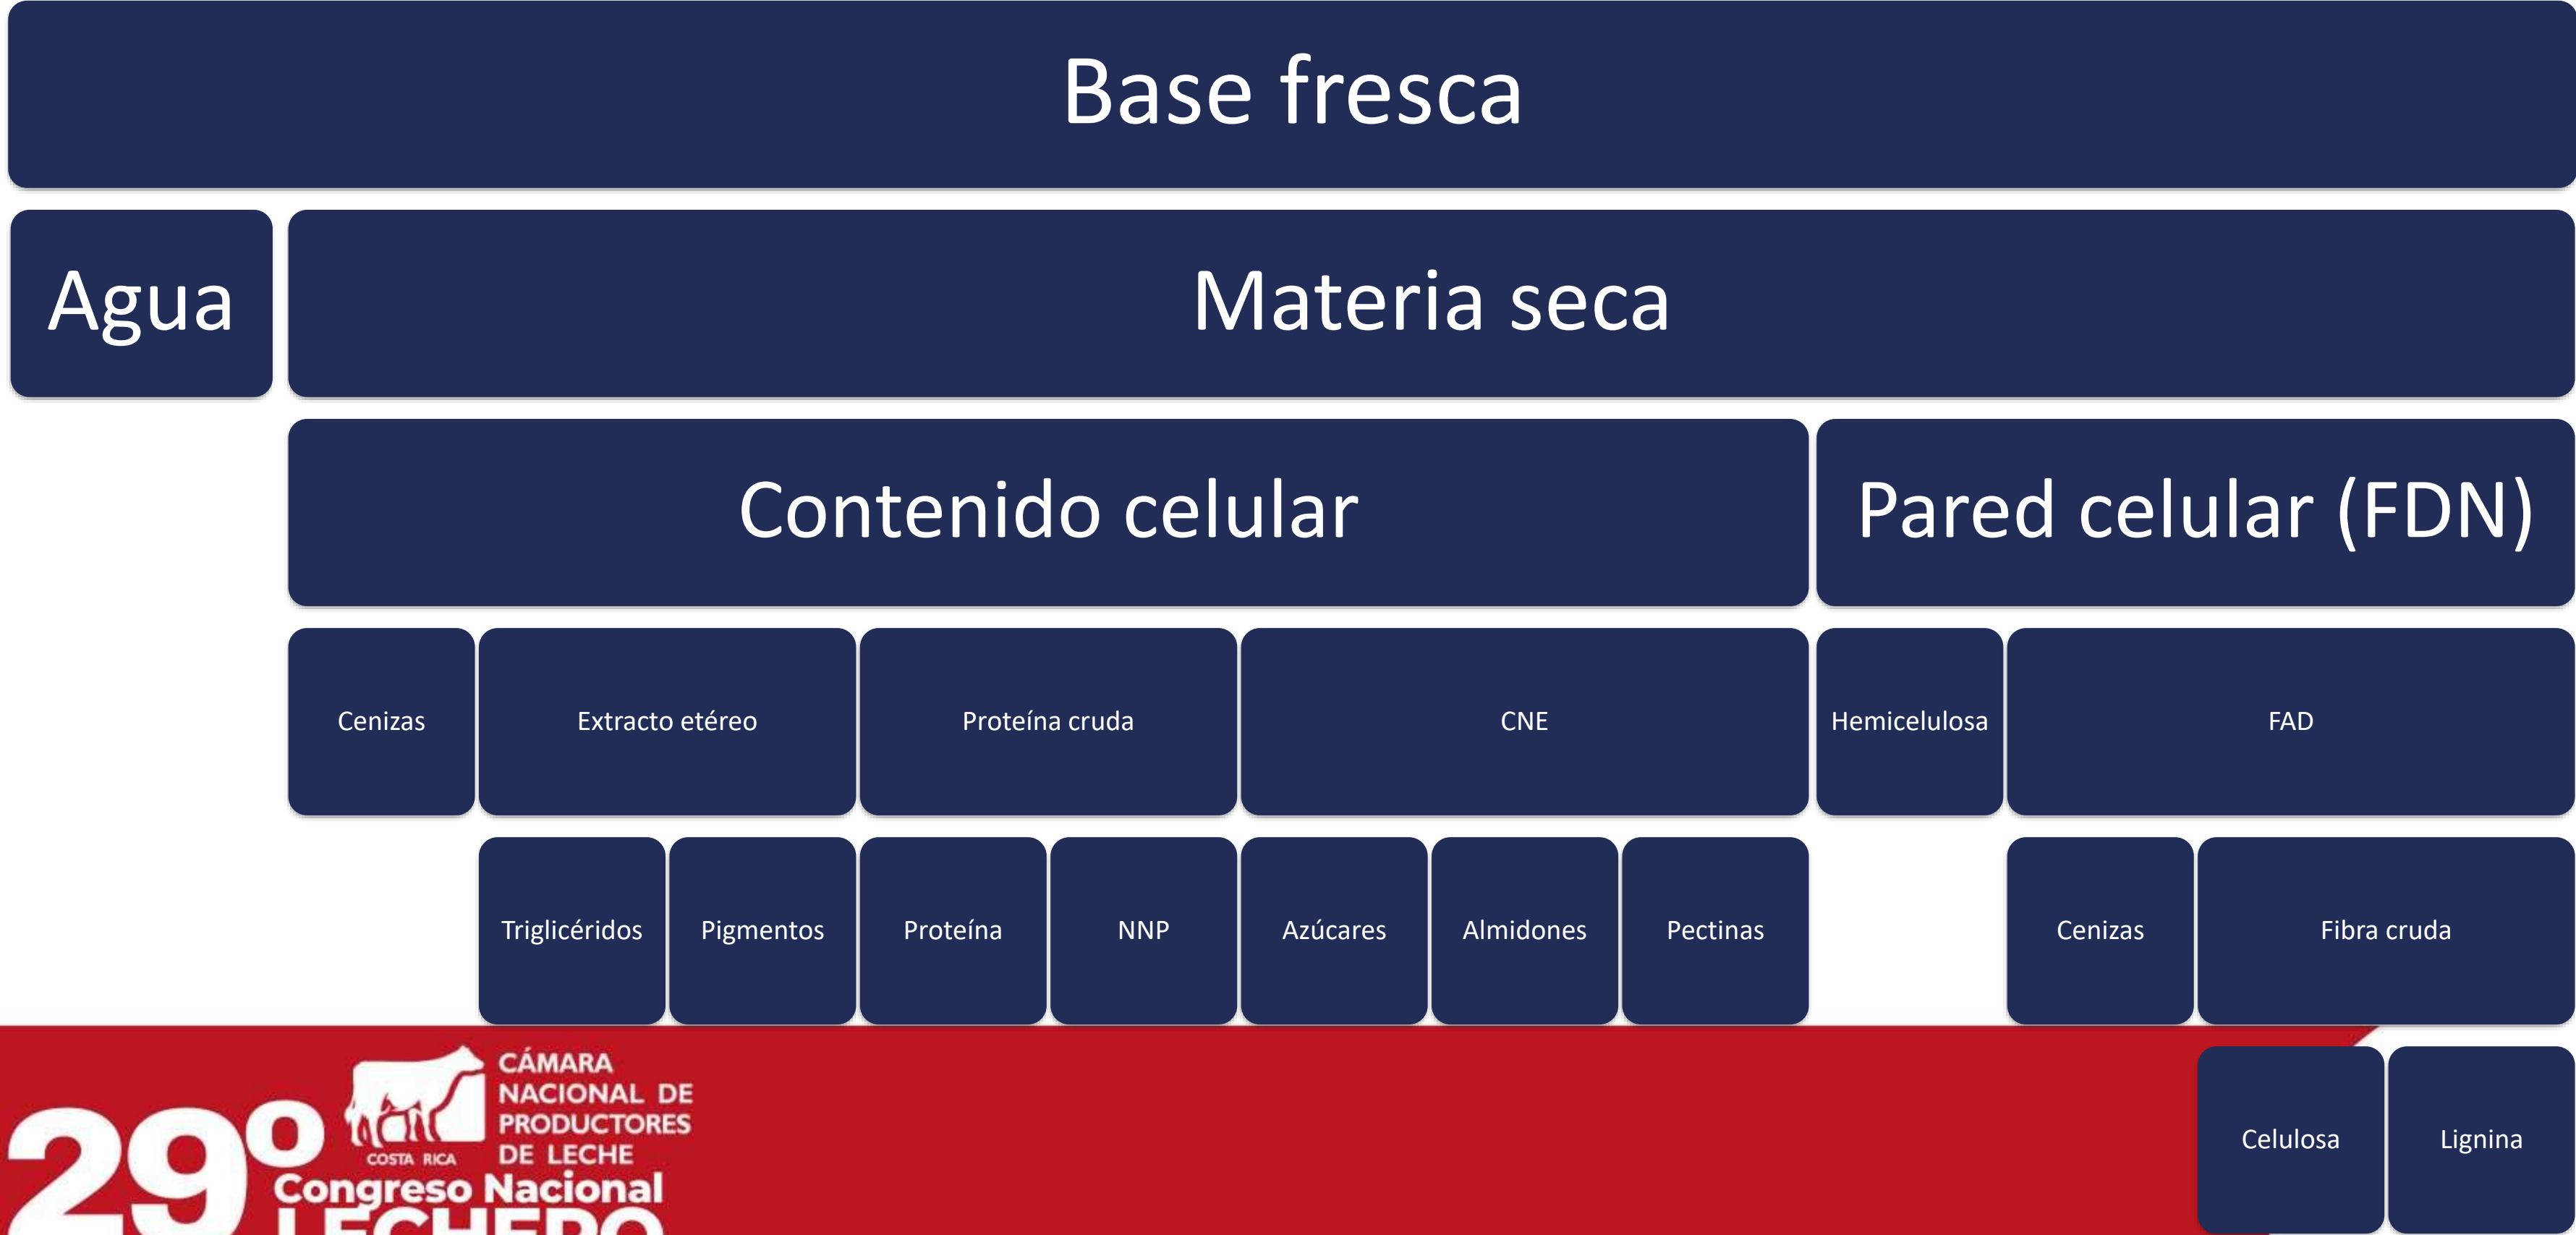 Base fresca
Agua
Materia seca
Contenido celular
Pared celular (FDN)
Cenizas
Extracto etéreo
Proteína cruda
CNE
Hemicelulosa
FAD
Triglicéridos
Pigmentos
Proteína
NNP
Azúcares
Almidones
Pectinas
Cenizas
Fibra cruda
Celulosa
Lignina
CÁMARA
NACIONAL DE
PRODUCTORES
DE LECHE
COSTA RICA
29º
Congreso Nacional
LECHERO